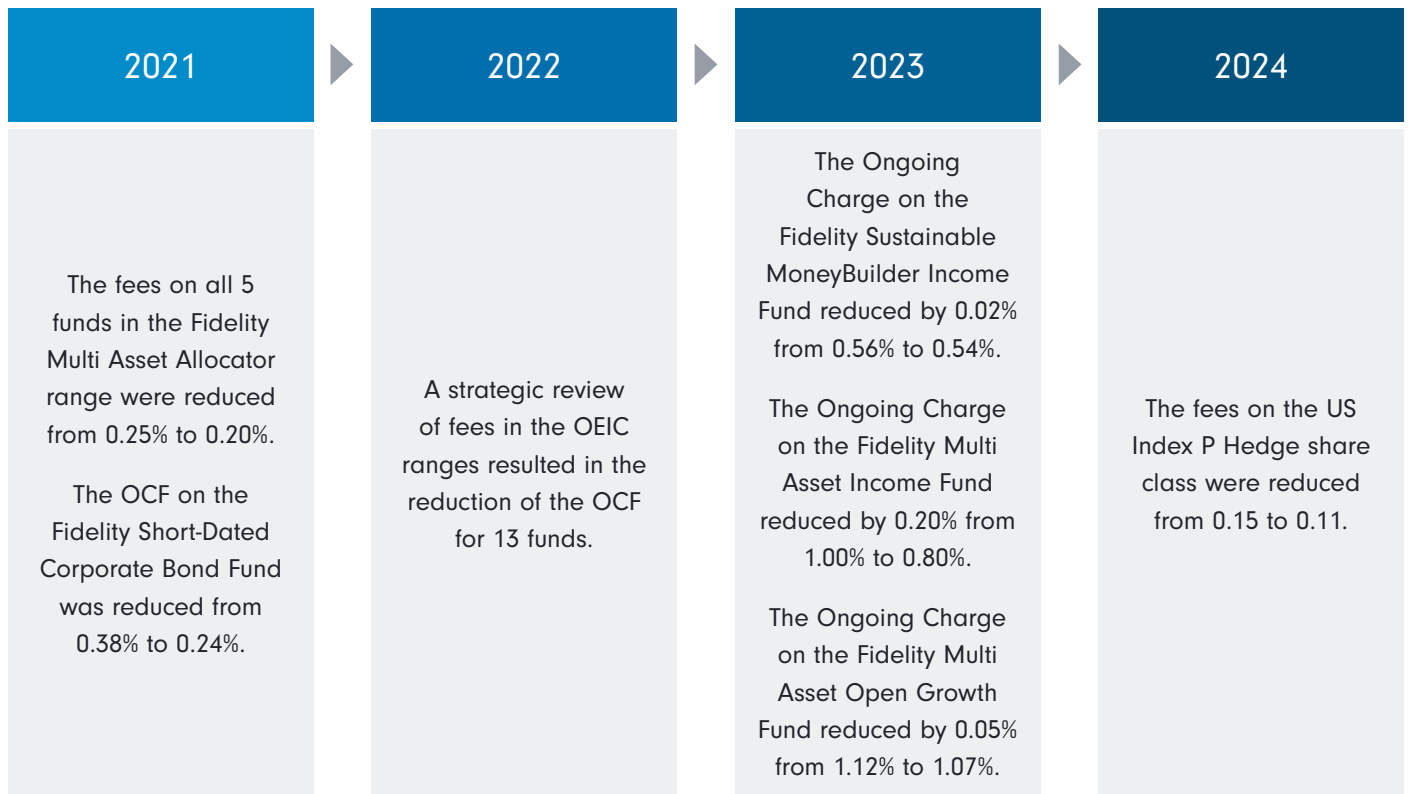 2021
The fees on all 5
funds in the Fidelity
Multi Asset Allocator
range were reduced
from 0.25% to 0.20%.
The OCF on the
Fidelity Short-Dated
Corporate Bond Fund
was reduced from
0.38% to 0.24%.
2022
A strategic review
of fees in the OEIC
ranges resulted in the
reduction of the OCF
for 13 funds.
2023
The Ongoing
Charge on the
Fidelity Sustainable
MoneyBuilder Income
Fund reduced by 0.02%
from 0.56% to 0.54%.
The Ongoing Charge
on the Fidelity Multi
Asset Income Fund
reduced by 0.20% from
1.00% to 0.80%.
The Ongoing Charge
on the Fidelity Multi
Asset Open Growth
Fund reduced by 0.05%
from 1.12% to 1.07%.
2024
The fees on the US
Index P Hedge share
class were reduced
from 0.15 to 0.11.